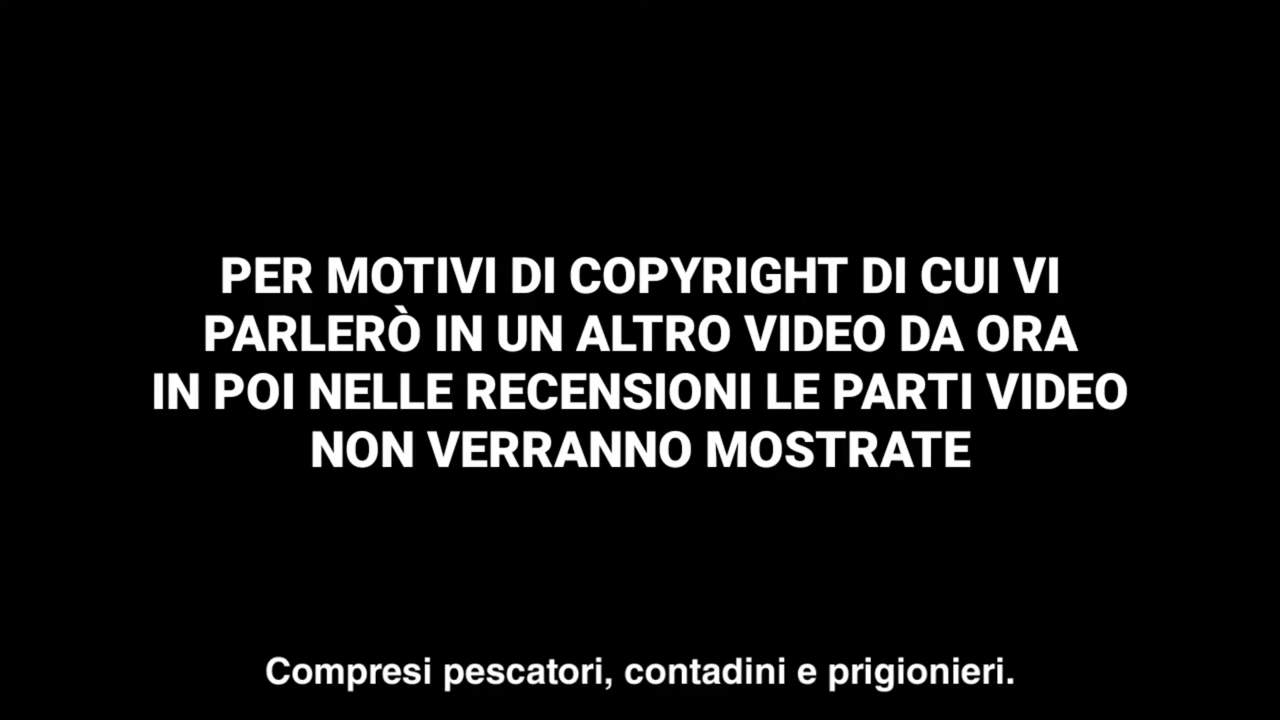 PER MOTIVI DI COPYRIGHT DI CUI VI
PARLERÒ IN UN ALTRO VIDEO DA ORA
IN POI NELLE RECENSIONI LE PARTI VIDEO
NON VERRANNO MOSTRATE
Compresi pescatori, contadini e prigionieri.